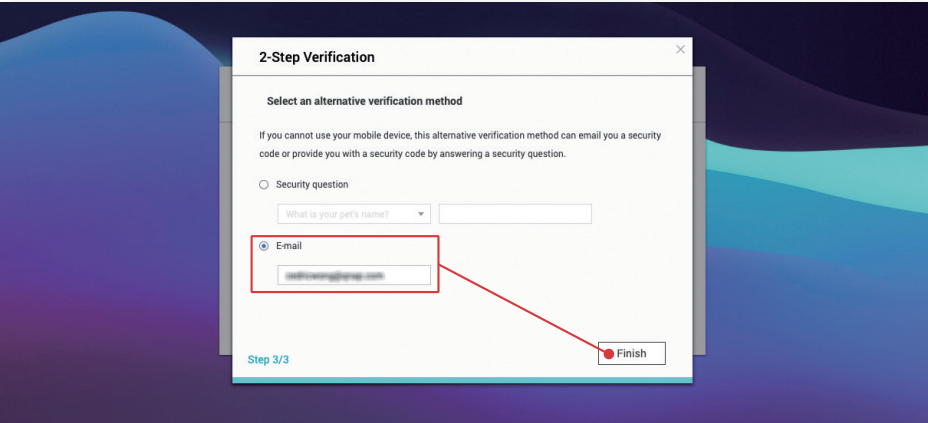 2-Step Verification
Select an alternative verification method
If you cannot use your mobile device, this alternative verification method can email you a security
code or provide you with a security code by answering a security question.
Security question
What is your pet's name?
E-mail
Step 3/3
Finish